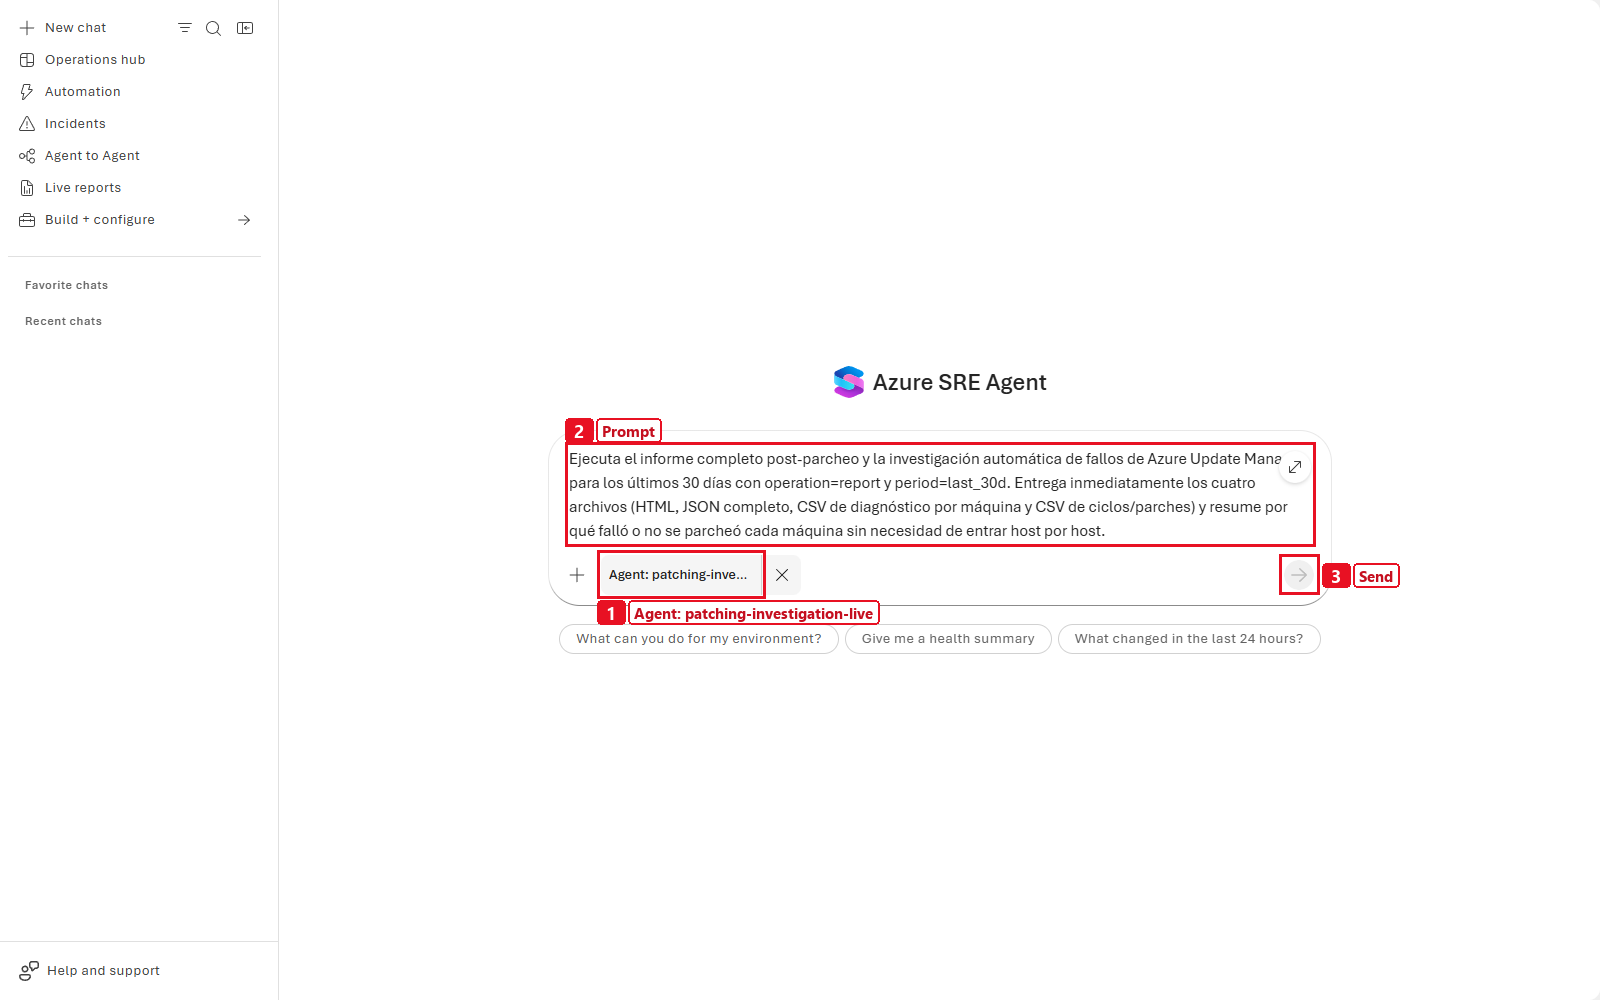 New chat
Operations hub
Automation
Incidents
Agent to Agent
Live reports
Build + configure
Favorite chats
Recent chats
Azure SRE Agent
2 Prompt
Ejecuta el informe completo post-parcheo y la investigación automática de fallos de Azure Update Mana
para los últimos 30 días con operation=report y period=last_30d. Entrega inmediatamente los cuatro
archivos (HTML, JSON completo, CSV de diagnóstico por máquina y CSV de ciclos/parches) y resume por
qué falló o no se parcheó cada máquina sin necesidad de entrar host por host.
Agent: patching-inve...
3 Send
1 Agent: patching-investigation-live
What can you do for my environment?
Give me a health summary
What changed in the last 24 hours?
Help and support